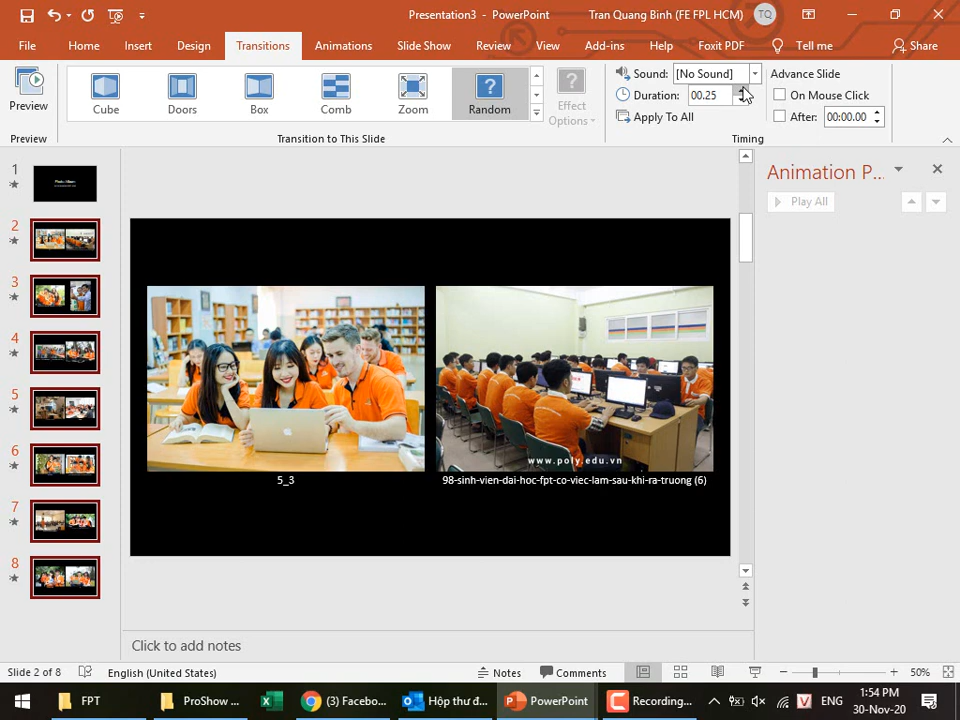 Presentation3 - PowerPoint
Tran Quang Binh (FE FPL HCM)
TQ
File
Home
Insert
Design
Transitions
Animations
Slide Show
Review
View
Add-ins
Help
Foxit PDF
Tell me
Share
Preview
Cube
Doors
Box
Comb
Zoom
Random
Effect
Options
Sound:
[No Sound]
Duration:
00.25
Apply To All
Advance Slide
On Mouse Click
After:
00:00.00
Preview
Transition to This Slide
Timing
Animation P...
Play All
1
2
3
4
5
6
7
8
www.poly.edu.vn
5_3
98-sinh-vien-dai-hoc-fpt-co-viec-lam-sau-khi-ra-truong (6)
Click to add notes
Slide 2 of 8
English (United States)
Notes
Comments
50%
FPT
ProShow ...
(3) Facebo...
Hộp thư đ...
PowerPoint
Recording...
ENG
1:54 PM
30-Nov-20